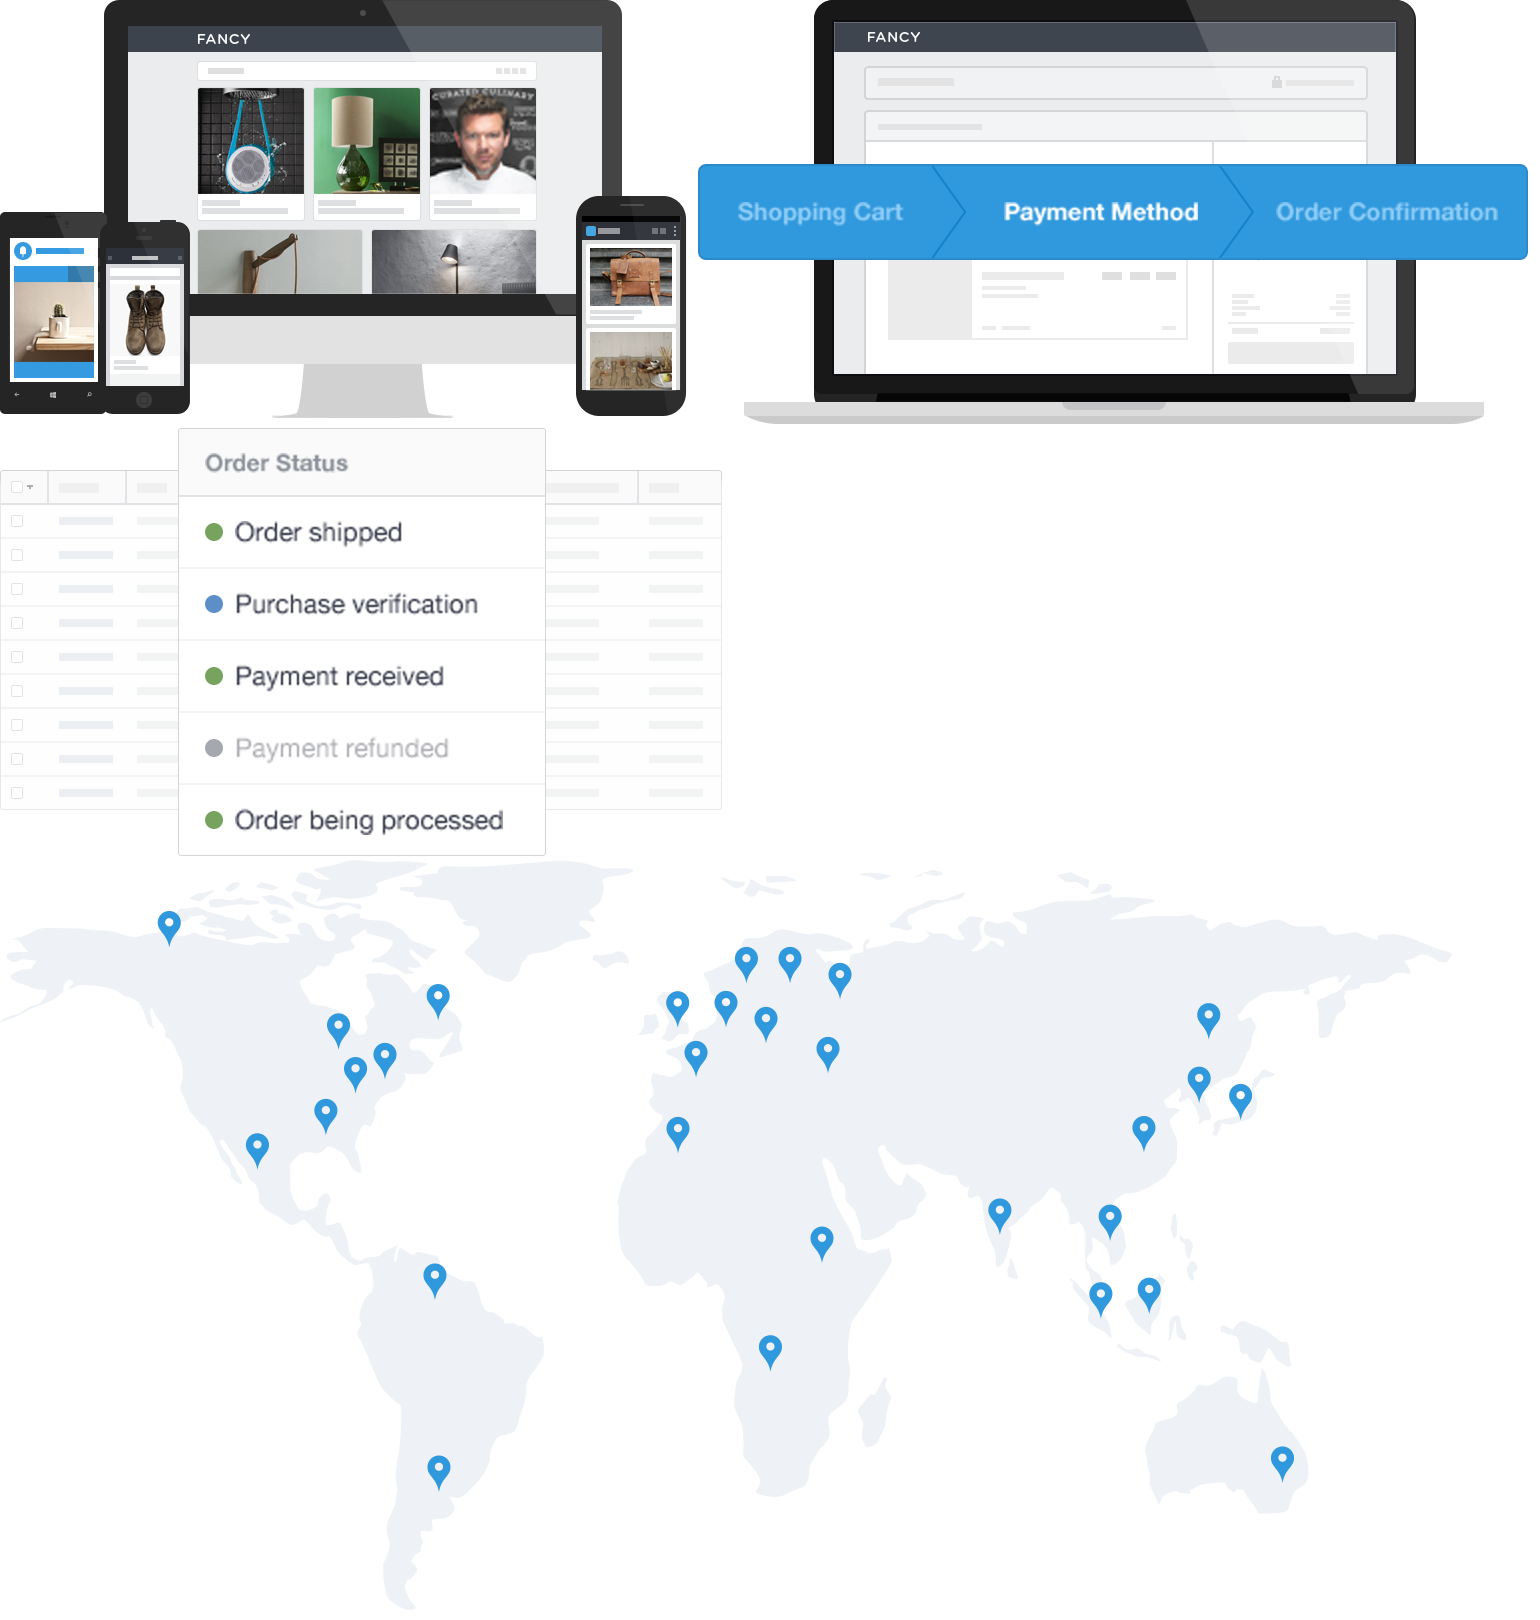 FANCY
CURATED CULINARY
FANCY
Shopping Cart
Payment Method
Order Confirmation
Order Status
Order shipped
Purchase verification
Payment received
Payment refunded
Order being processed